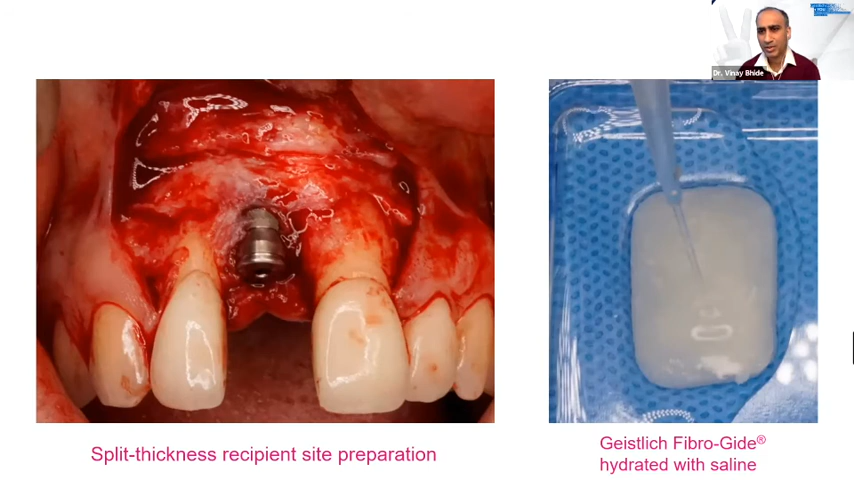 Dr. Vinay Bhide
Split-thickness recipient site preparation
Geistlich Fibro-Gide®
hydrated with saline